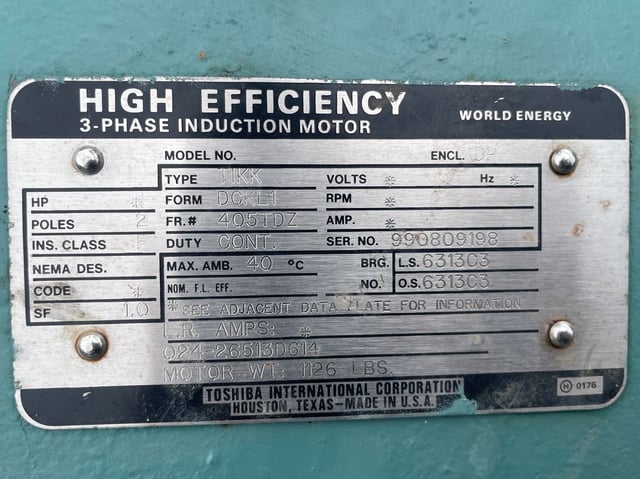 HIGH EFFICIENCY
3-PHASE INDUCTION MOTOR
WORLD ENERGY
MODEL NO. ENCL. DP
TYPE TIKK VOLTS * Hz *
HP * FORM DCKL1 RPM *
POLES 2 FR.# 405TDZ AMP. *
INS. CLASS F DUTY CONT. SER. NO. 990809198
NEMA DES. MAX. AMB. 40 °C BRG. L.S. 6313C3
CODE * NOM. F.L. EFF. NO. O.S. 6313C3
SF 1.0 *SEE ADJACENT DATA PLATE FOR INFORMATION
L.R. AMPS: *
024-26513D614
MOTOR WT: 1126 LBS.
TOSHIBA INTERNATIONAL CORPORATION
HOUSTON, TEXAS—MADE IN U.S.A.
H 0176